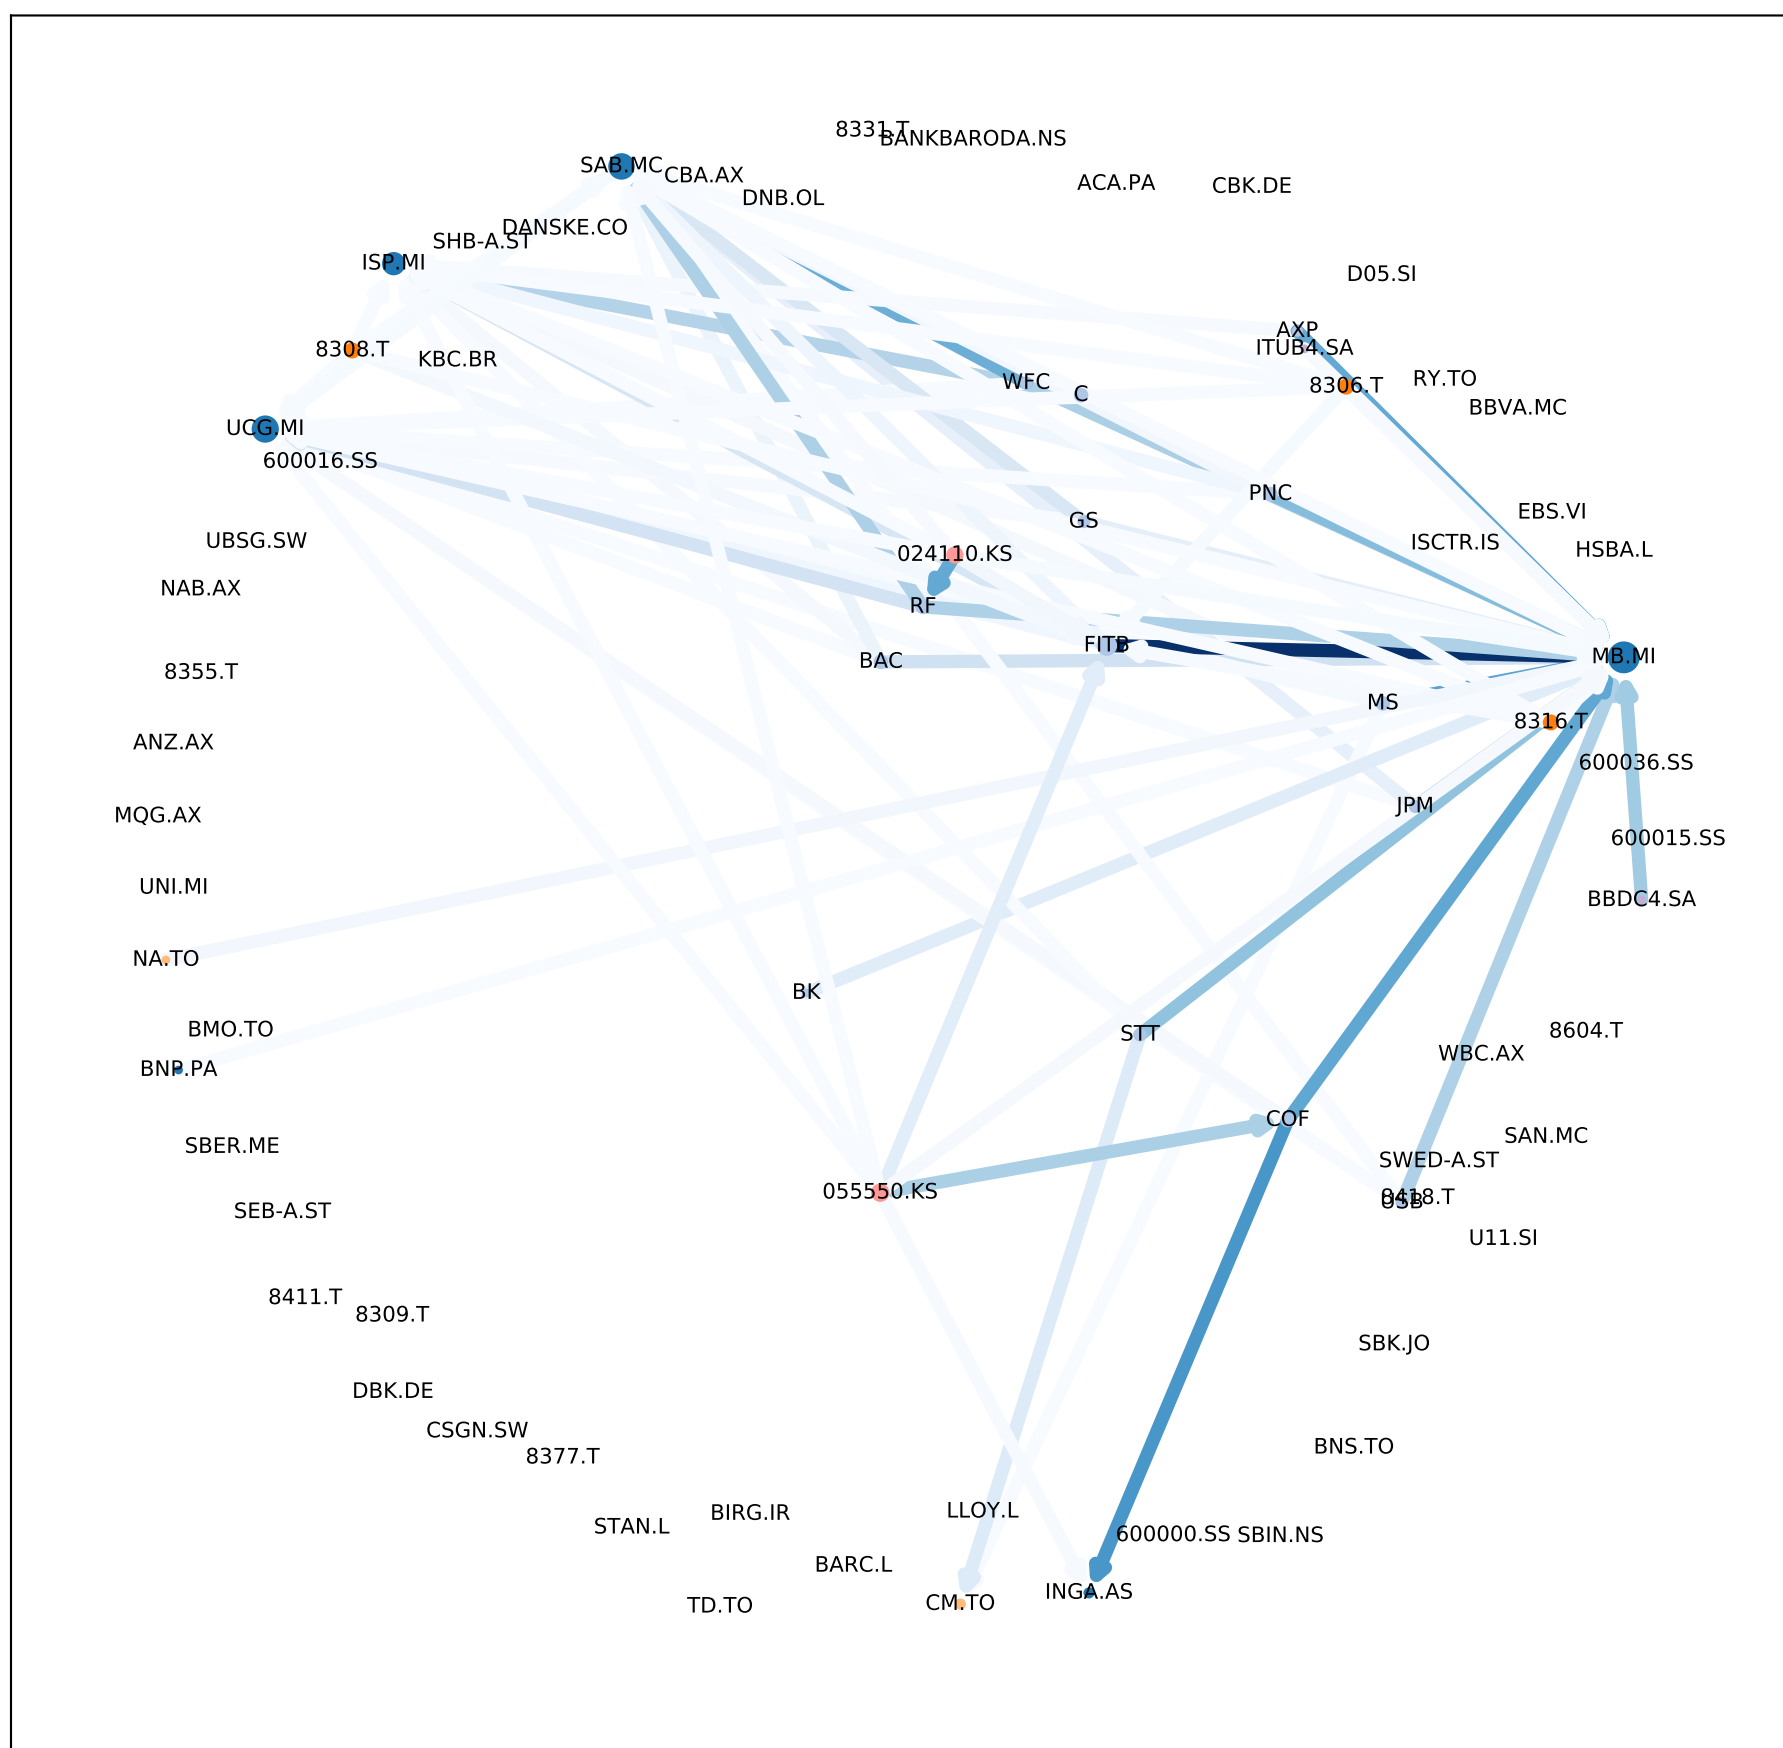 8331.T
BANKBARODA.NS
SAB.MC
CBA.AX
ACA.PA
CBK.DE
DNB.OL
DANSKE.CO
SHB-A.ST
ISP.MI
D05.SI
AXP
ITUB4.SA
8308.T
KBC.BR
WFC
C
8306.T
RY.TO
BBVA.MC
UCG.MI
600016.SS
PNC
GS
EBS.VI
UBSG.SW
024110.KS
ISCTR.IS
HSBA.L
NAB.AX
RF
FITB
MB.MI
BAC
8355.T
MS
8316.T
ANZ.AX
600036.SS
MQG.AX
JPM
600015.SS
UNI.MI
BBDC4.SA
NA.TO
BK
BMO.TO
STT
8604.T
WBC.AX
BNP.PA
COF
SAN.MC
SBER.ME
SWED-A.ST
055550.KS
8418.T
USB
SEB-A.ST
U11.SI
8411.T
8309.T
SBK.JO
DBK.DE
CSGN.SW
BNS.TO
8377.T
LLOY.L
BIRG.IR
STAN.L
600000.SS
SBIN.NS
BARC.L
INGA.AS
CM.TO
TD.TO